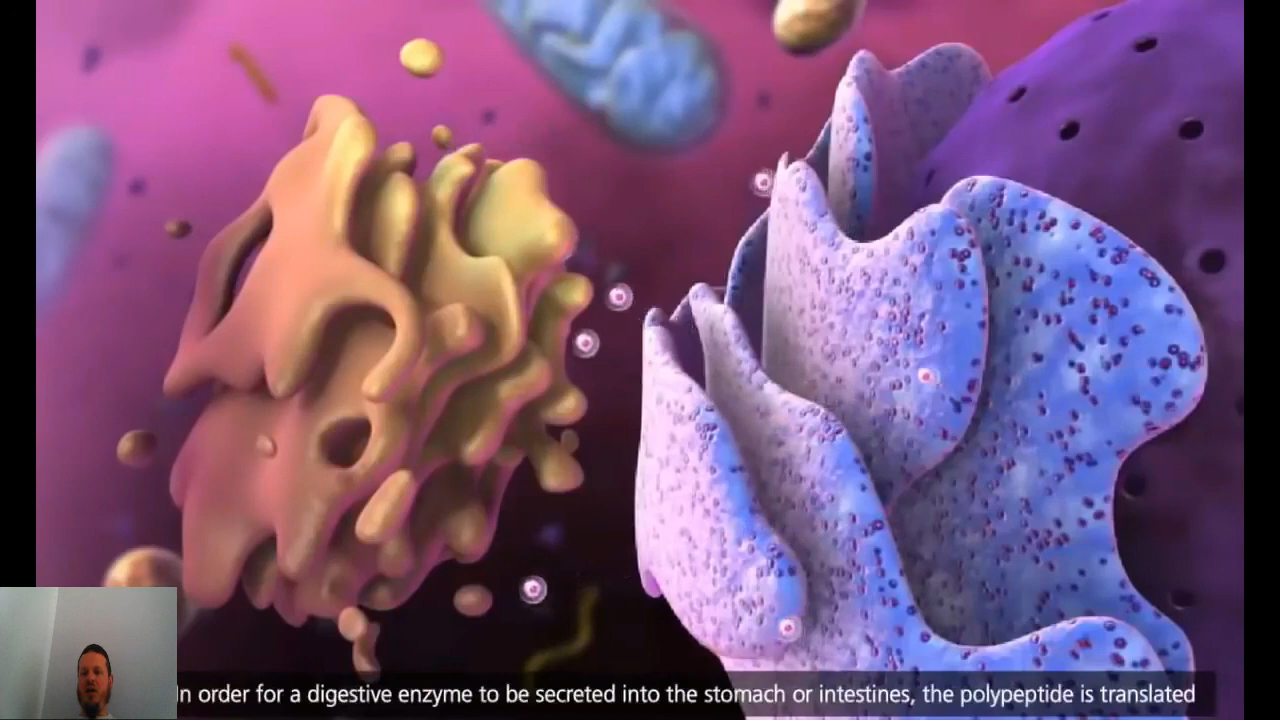 In order for a digestive enzyme to be secreted into the stomach or intestines, the polypeptide is translated